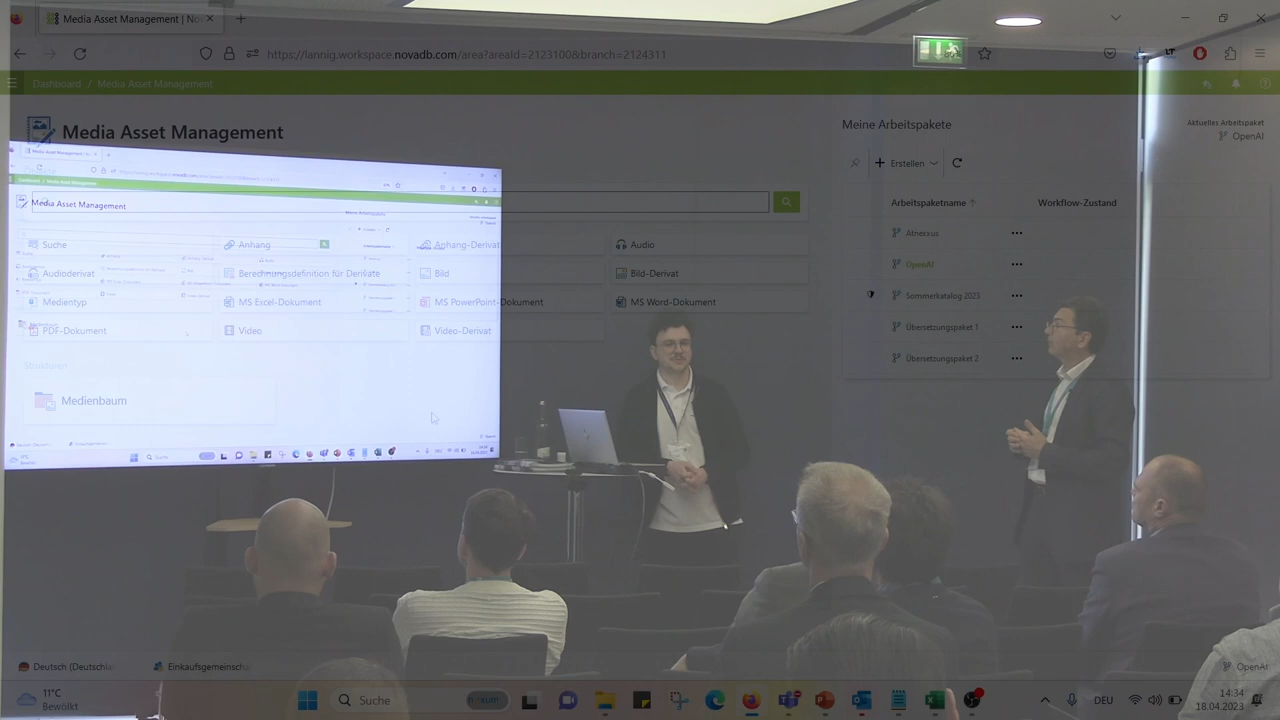 Media Asset Management | No
https://lannig.workspace.novadb.com/area?areaId=2123100&branch=2124311
Dashboard / Media Asset Management
Media Asset Management
Meine Arbeitspakete
Aktuelles Arbeitspaket
OpenAI
Erstellen
Arbeitspaketname
Workflow-Zustand
Atnexxus
OpenAI
Sommerkatalog 2023
Übersetzungspaket 1
Übersetzungspaket 2
Media Asset Management
Suche
Anhang
Anhang-Derivat
Audio
Audioderivat
Berechnungsdefinition für Derivate
Bild
Bild-Derivat
Medientyp
MS Excel-Dokument
MS PowerPoint-Dokument
MS Word-Dokument
PDF-Dokument
Video
Video-Derivat
Strukturen
Medienbaum
Deutsch (Deutschla
Einkaufsgemeinscha
OpenAI
11°C
Bewölkt
Suche
DEU
14:34
18.04.2023